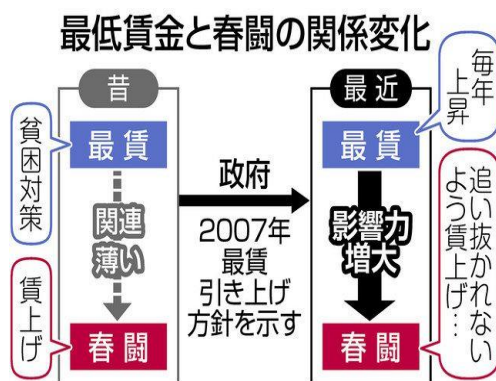 最低賃金と春闘の関係変化
昔
最賃
貧困対策
関連
薄い
春闘
賃上げ
政府
2007年
最賃
引き上げ
方針を示す
最近
最賃
毎年
上昇
影響力
増大
春闘
追い抜かれない
よう賃上げ…